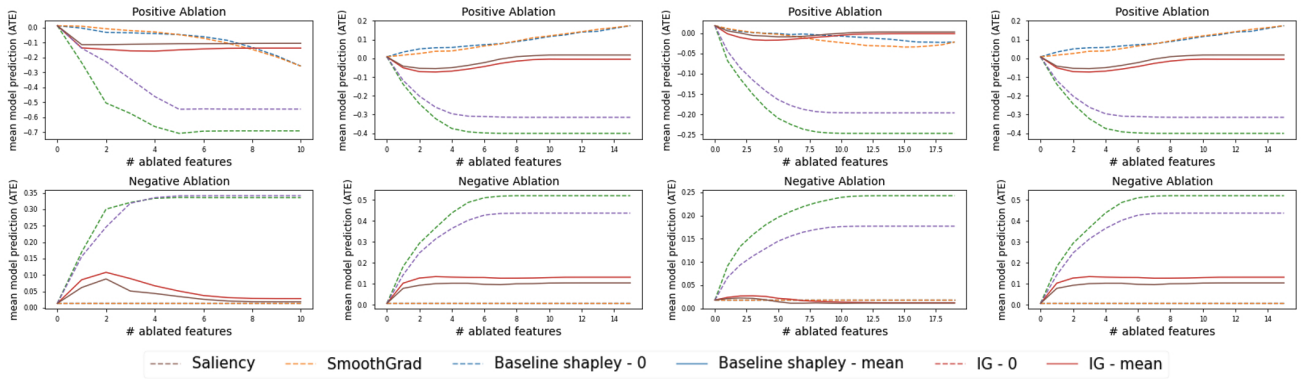 Positive Ablation Positive Ablation Positive Ablation Positive Ablation
mean model prediction (ATE) mean model prediction (ATE) mean model prediction (ATE) mean model prediction (ATE)
0.0 0.2 0.00 0.2
-0.1 0.1 -0.05 0.1
-0.2 0.0 -0.10 0.0
-0.3 -0.1 -0.15 -0.1
-0.4 -0.2 -0.20 -0.2
-0.5 -0.3 -0.25 -0.3
-0.6 -0.4 -0.4
-0.7
0 2 4 6 8 10 0 2 4 6 8 10 12 14 0.0 2.5 5.0 7.5 10.0 12.5 15.0 17.5 0 2 4 6 8 10 12 14
# ablated features # ablated features # ablated features # ablated features
Negative Ablation Negative Ablation Negative Ablation Negative Ablation
mean model prediction (ATE) mean model prediction (ATE) mean model prediction (ATE) mean model prediction (ATE)
0.35 0.5 0.25 0.5
0.30 0.4 0.20 0.4
0.25 0.3 0.15 0.3
0.20 0.2 0.10 0.2
0.15 0.1 0.05 0.1
0.10 0.0 0.00 0.0
0.05
0.00
0 2 4 6 8 10 0 2 4 6 8 10 12 14 0.0 2.5 5.0 7.5 10.0 12.5 15.0 17.5 0 2 4 6 8 10 12 14
# ablated features # ablated features # ablated features # ablated features
Saliency SmoothGrad Baseline shapley - 0 Baseline shapley - mean IG - 0 IG - mean